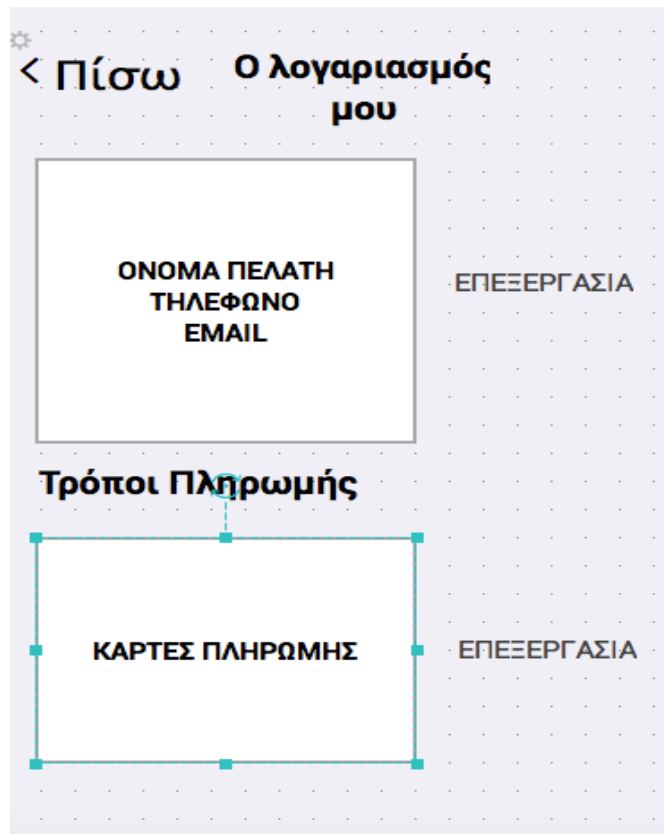 < Πίσω
Ο λογαριασμός
μου
ΟΝΟΜΑ ΠΕΛΑΤΗ
ΤΗΛΕΦΩΝΟ
EMAIL
ΕΠΕΞΕΡΓΑΣΙΑ
Τρόποι Πληρωμής
ΚΑΡΤΕΣ ΠΛΗΡΩΜΗΣ
ΕΠΕΞΕΡΓΑΣΙΑ